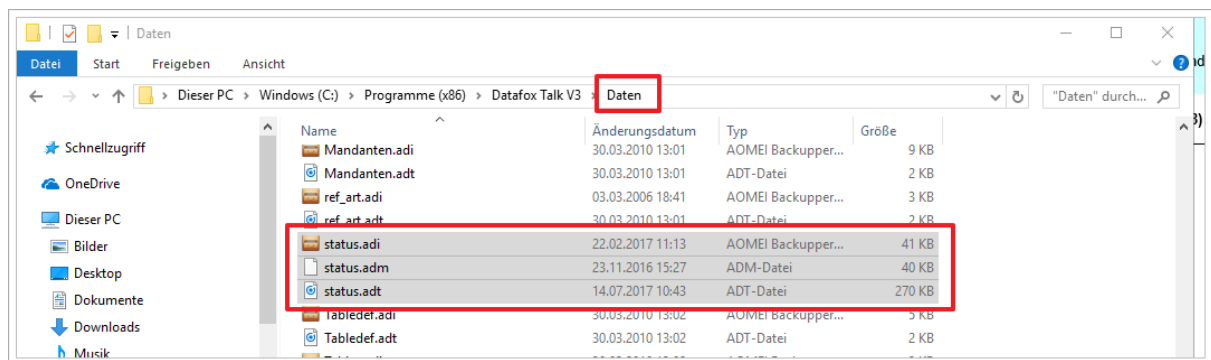 Daten
Datei Start Freigeben Ansicht
Dieser PC > Windows (C:) > Programme (x86) > Datafox Talk V3 > Daten "Daten" durch...
Name Änderungsdatum Typ Größe
Schnellzugriff
OneDrive
Dieser PC
Bilder
Desktop
Dokumente
Downloads
Musik
Mandanten.adi 30.03.2010 13:01 AOMEI Backupper... 9 KB
Mandanten.adt 30.03.2010 13:01 ADT-Datei 2 KB
ref_art.adi 03.03.2006 18:41 AOMEI Backupper... 3 KB
ref_art.adt 30.03.2010 13:01 ADT-Datei 2 KB
status.adi 22.02.2017 11:13 AOMEI Backupper... 41 KB
status.adm 23.11.2016 15:27 ADM-Datei 40 KB
status.adt 14.07.2017 10:43 ADT-Datei 270 KB
Tabledef.adi 30.03.2010 13:02 AOMEI Backupper... 5 KB
Tabledef.adt 30.03.2010 13:02 ADT-Datei 2 KB